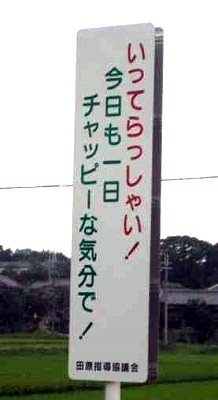 いってらっしゃい！
今日も一日
チャッピーな気分で！
田原指導協議会